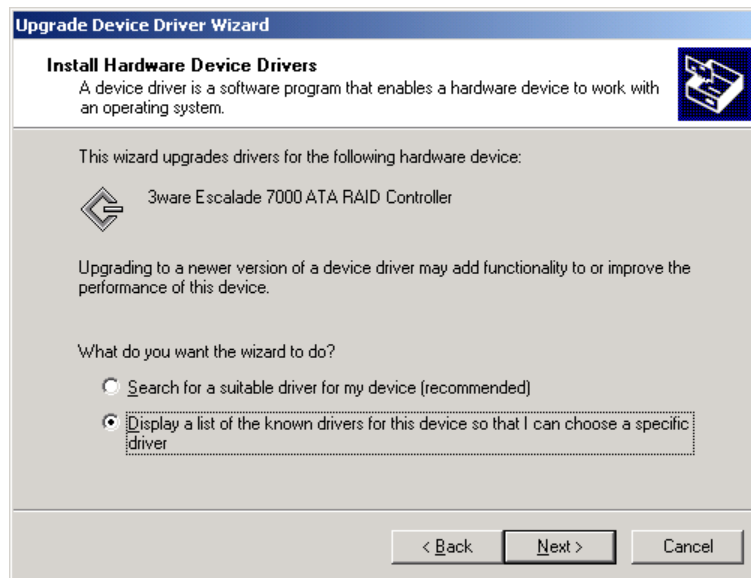 Upgrade Device Driver Wizard
Install Hardware Device Drivers
A device driver is a software program that enables a hardware device to work with
an operating system.
This wizard upgrades drivers for the following hardware device:
3ware Escalade 7000 ATA RAID Controller
Upgrading to a newer version of a device driver may add functionality to or improve the
performance of this device.
What do you want the wizard to do?
Search for a suitable driver for my device (recommended)
Display a list of the known drivers for this device so that I can choose a specific
driver
< Back
Next >
Cancel